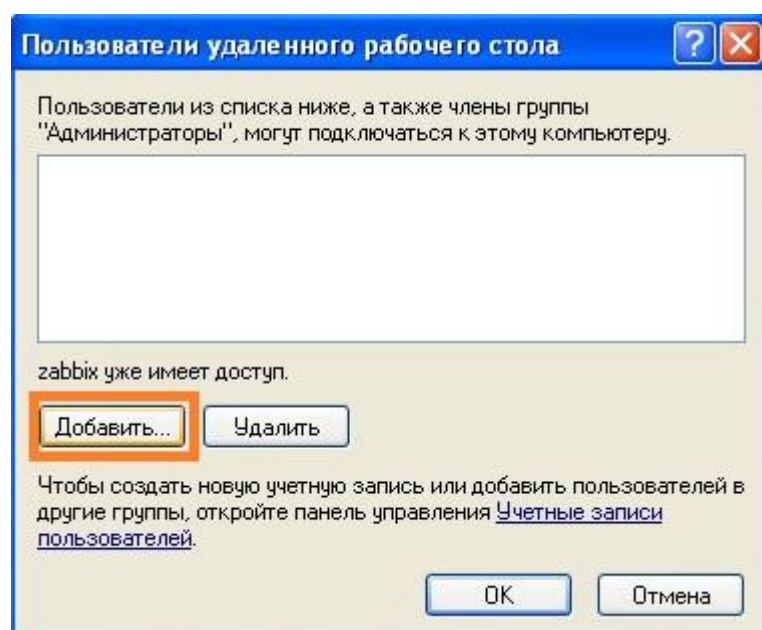 Пользователи удаленного рабочего стола
Пользователи из списка ниже, а также члены группы
"Администраторы", могут подключаться к этому компьютеру.
zabbix уже имеет доступ.
Добавить... Удалить
Чтобы создать новую учетную запись или добавить пользователей в
другие группы, откройте панель управления Учетные записи
пользователей.
ОК Отмена